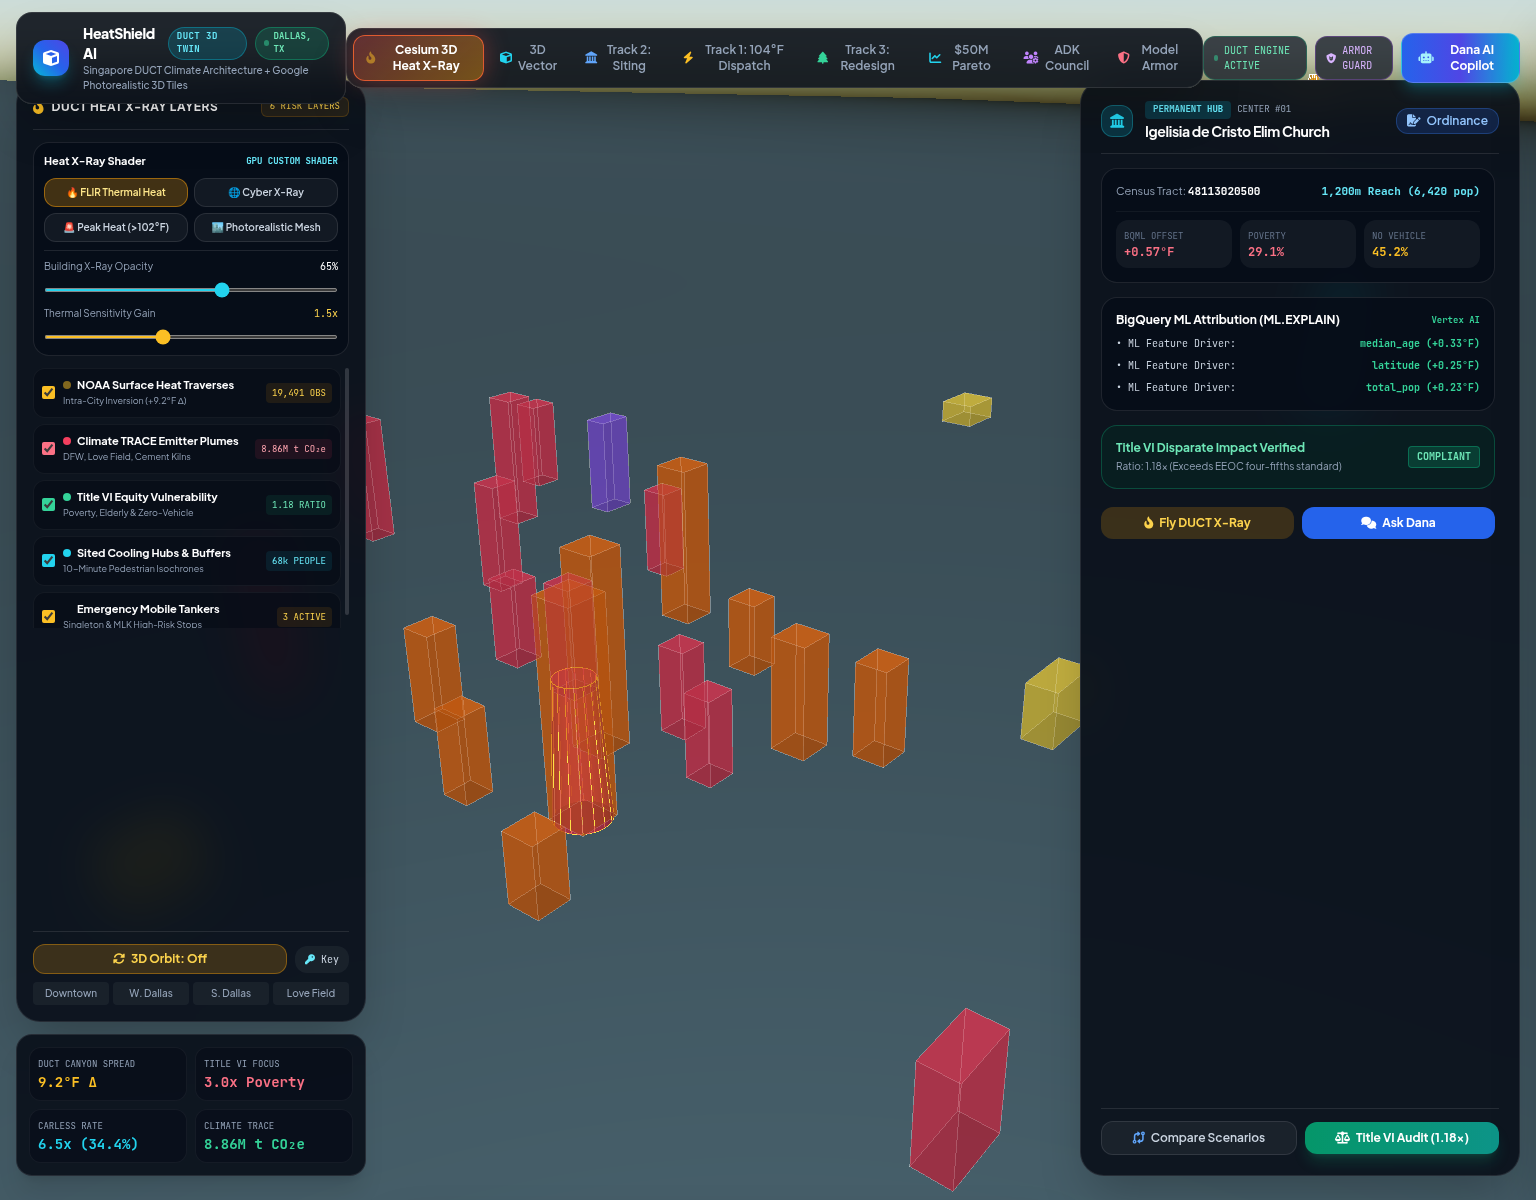 HeatShield
AI
DUCT 3D
TWIN
DALLAS,
TX
Singapore DUCT Climate Architecture + Google
Photorealistic 3D Tiles
Cesium 3D
Heat X-Ray
3D
Vector
Track 2:
Siting
Track 1: 104°F
Dispatch
Track 3:
Redesign
$50M
Pareto
ADK
Council
Model
Armor
DUCT ENGINE
ACTIVE
ARMOR
GUARD
Dana AI
Copilot
DUCT HEAT X-RAY LAYERS
6 RISK LAYERS
Heat X-Ray Shader
GPU CUSTOM SHADER
🔥 FLIR Thermal Heat
🌐 Cyber X-Ray
🚨 Peak Heat (>102°F)
🏙️ Photorealistic Mesh
Building X-Ray Opacity
65%
Thermal Sensitivity Gain
1.5x
NOAA Surface Heat Traverses
19,491 OBS
Intra-City Inversion (+9.2°F Δ)
Climate TRACE Emitter Plumes
8.86M t CO₂e
DFW, Love Field, Cement Kilns
Title VI Equity Vulnerability
1.18 RATIO
Poverty, Elderly & Zero-Vehicle
Sited Cooling Hubs & Buffers
68k PEOPLE
10-Minute Pedestrian Isochrones
Emergency Mobile Tankers
3 ACTIVE
Singleton & MLK High-Risk Stops
3D Orbit: Off
Key
Downtown
W. Dallas
S. Dallas
Love Field
DUCT CANYON SPREAD
9.2°F Δ
TITLE VI FOCUS
3.0x Poverty
CARLESS RATE
6.5x (34.4%)
CLIMATE TRACE
8.86M t CO₂e
PERMANENT HUB
CENTER #01
Igelisia de Cristo Elim Church
Ordinance
Census Tract: 48113020500
1,200m Reach (6,420 pop)
BQML OFFSET
+0.57°F
POVERTY
29.1%
NO VEHICLE
45.2%
BigQuery ML Attribution (ML.EXPLAIN)
Vertex AI
• ML Feature Driver:
median_age (+0.33°F)
• ML Feature Driver:
latitude (+0.25°F)
• ML Feature Driver:
total_pop (+0.23°F)
Title VI Disparate Impact Verified
Ratio: 1.18x (Exceeds EEOC four-fifths standard)
COMPLIANT
Fly DUCT X-Ray
Ask Dana
Compare Scenarios
Title VI Audit (1.18x)